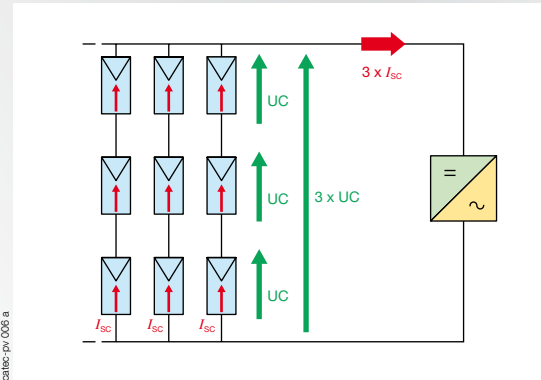 3 x ISC
UC
UC
3 x UC
UC
ISC ISC ISC
catec-pv 006 a